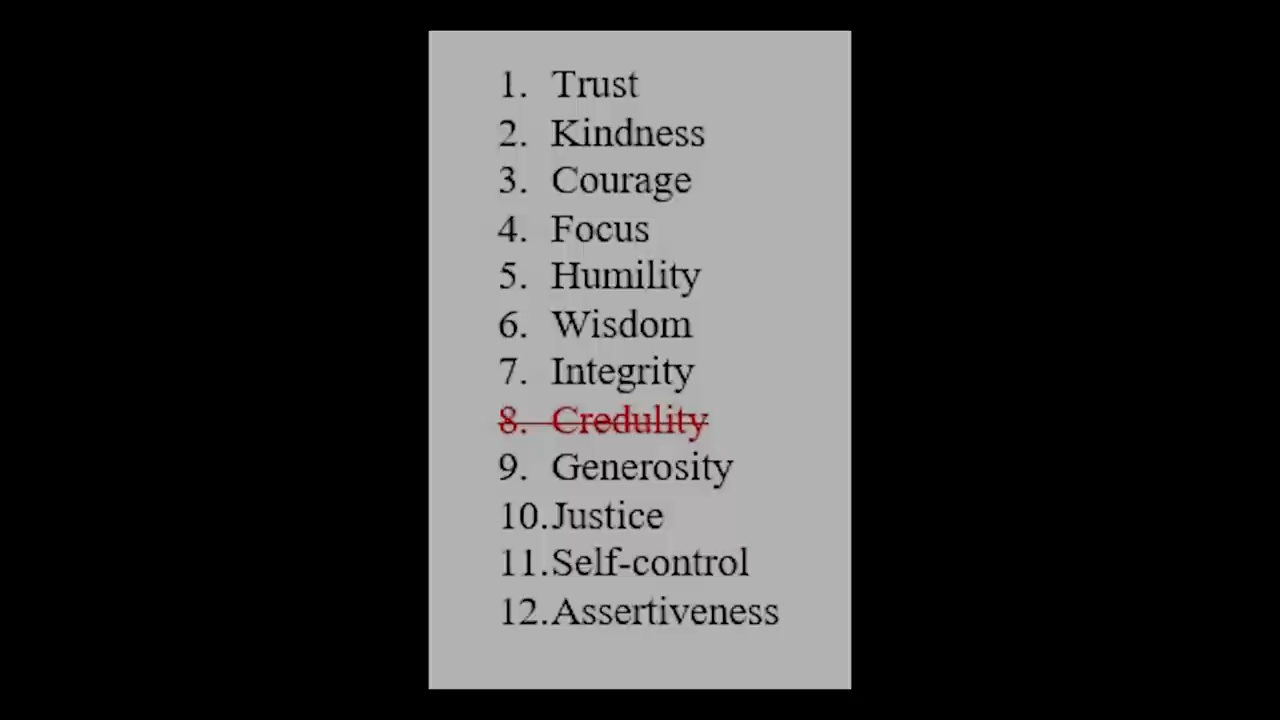 1. Trust
2. Kindness
3. Courage
4. Focus
5. Humility
6. Wisdom
7. Integrity
8. Credulity
9. Generosity
10.Justice
11.Self-control
12.Assertiveness